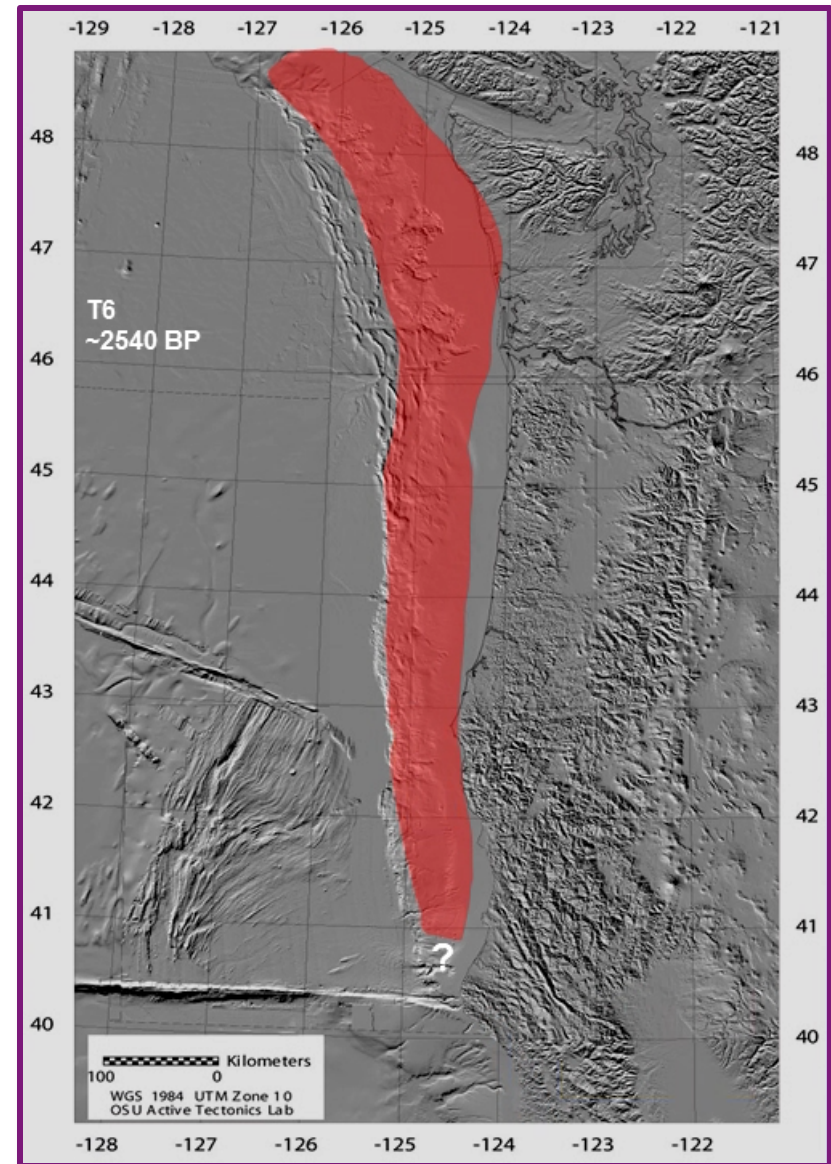 -129 -128 -127 -126 -125 -124 -123 -122 -121
48 48
47 47
T6
~2540 BP
46 46
45 45
44 44
43 43
42 42
41 41
?
40 40
Kilometers
100 0
WGS 1984 UTM Zone 10
OSU Active Tectonics Lab
-128 -127 -126 -125 -124 -123 -122